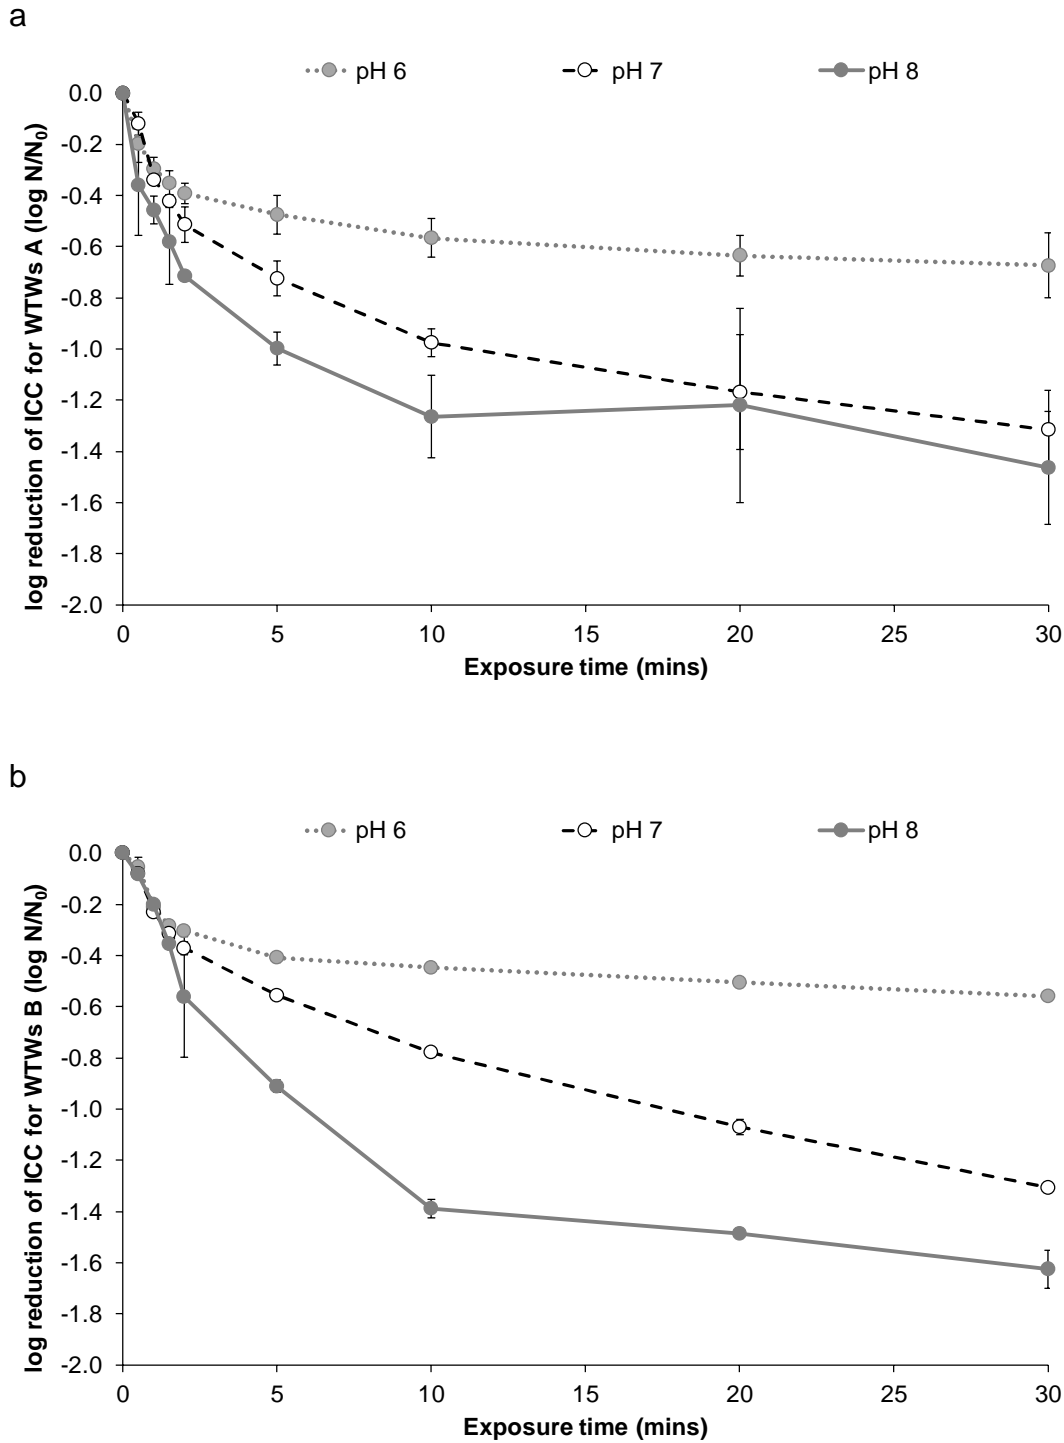 a
pH 6 pH 7 pH 8
0.0
-0.2
-0.4
-0.6
-0.8
-1.0
-1.2
-1.4
-1.6
-1.8
-2.0
log reduction of ICC for WTWs A (log N/N₀)
0 5 10 15 20 25 30
Exposure time (mins)
b
pH 6 pH 7 pH 8
0.0
-0.2
-0.4
-0.6
-0.8
-1.0
-1.2
-1.4
-1.6
-1.8
-2.0
log reduction of ICC for WTWs B (log N/N₀)
0 5 10 15 20 25 30
Exposure time (mins)